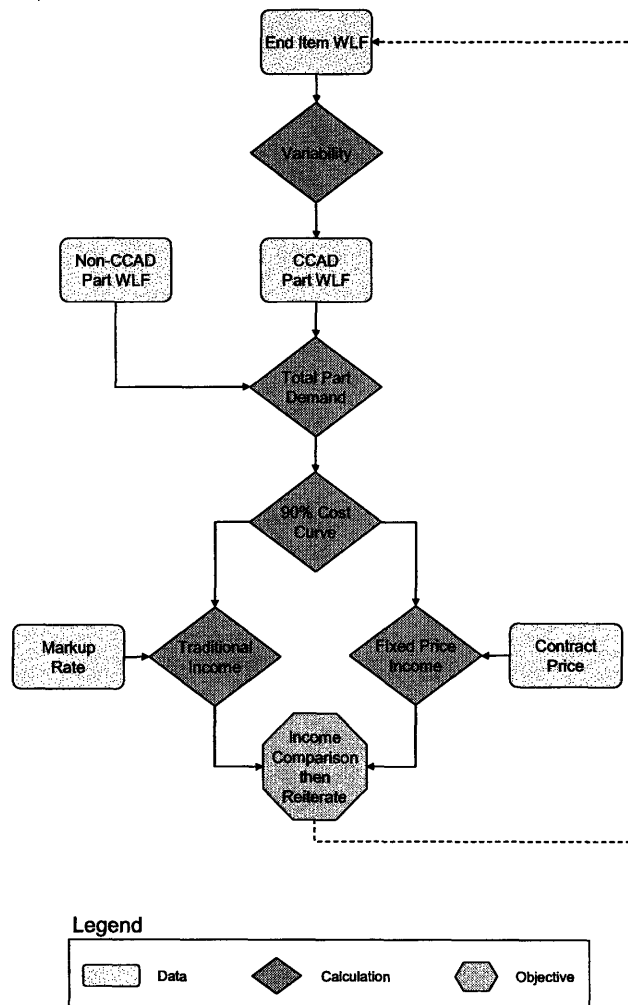 End Item WLF
Variability
Non-CCAD
Part WLF
CCAD
Part WLF
Total Part
Demand
90% Cost
Curve
Markup
Rate
Traditional
Income
Fixed Price
Income
Contract
Price
Income
Comparison
then
Reiterate
Legend
Data
Calculation
Objective